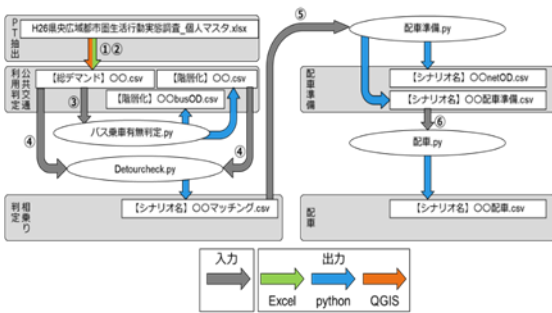 PT抽出
H26県央広域都市圏生活行動実態調査_個人マスタ.xlsx
①②
公共交通利用判定
【総デマンド】〇〇.csv
【階層化】〇〇.csv
【階層化】〇〇busOD.csv
③
バス乗車有無判定.py
④
④
Detourcheck.py
相乗り判定
【シナリオ名】〇〇マッチング.csv
⑤
配車準備.py
配車準備
【シナリオ名】〇〇netOD.csv
【シナリオ名】〇〇配車準備.csv
⑥
配車.py
配車
【シナリオ名】〇〇配車.csv
入力
出力
Excel
python
QGIS